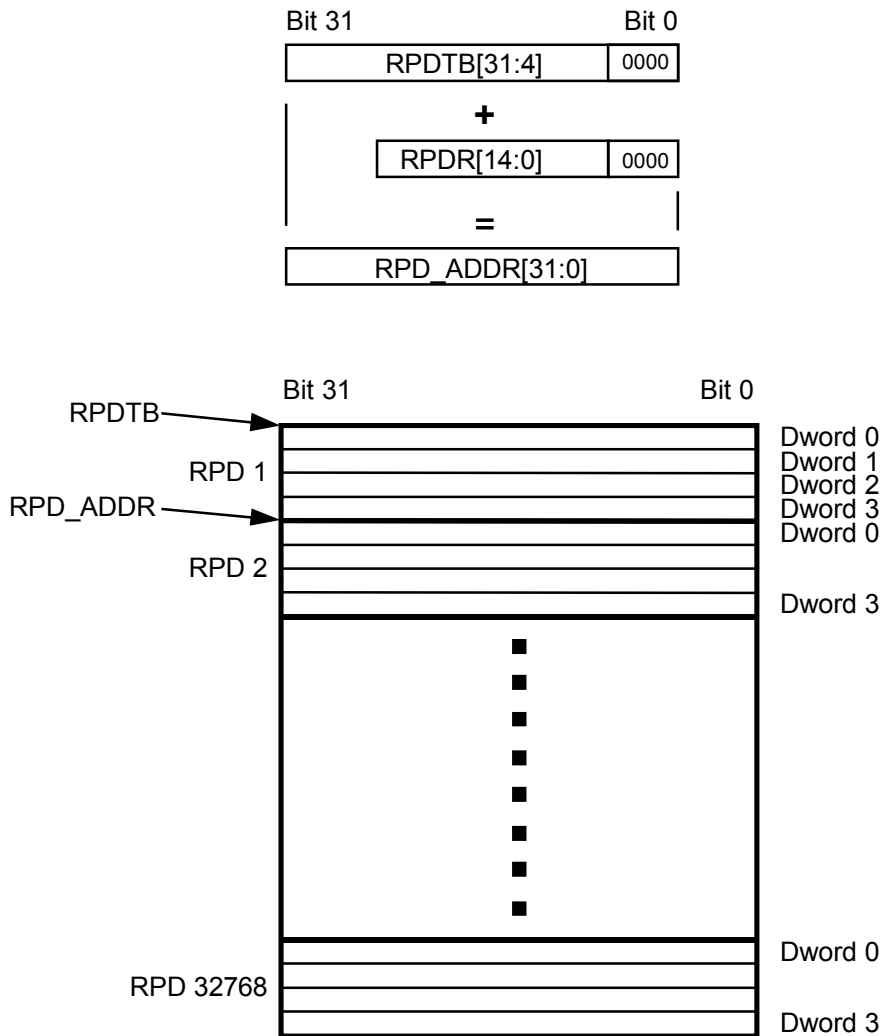 Bit 31 Bit 0
RPDTB[31:4] 0000
+
RPDR[14:0] 0000
=
RPD_ADDR[31:0]
Bit 31 Bit 0
RPDTB
Dword 0
RPD 1
Dword 1
Dword 2
RPD_ADDR
Dword 3
Dword 0
RPD 2
Dword 3
Dword 0
RPD 32768
Dword 3